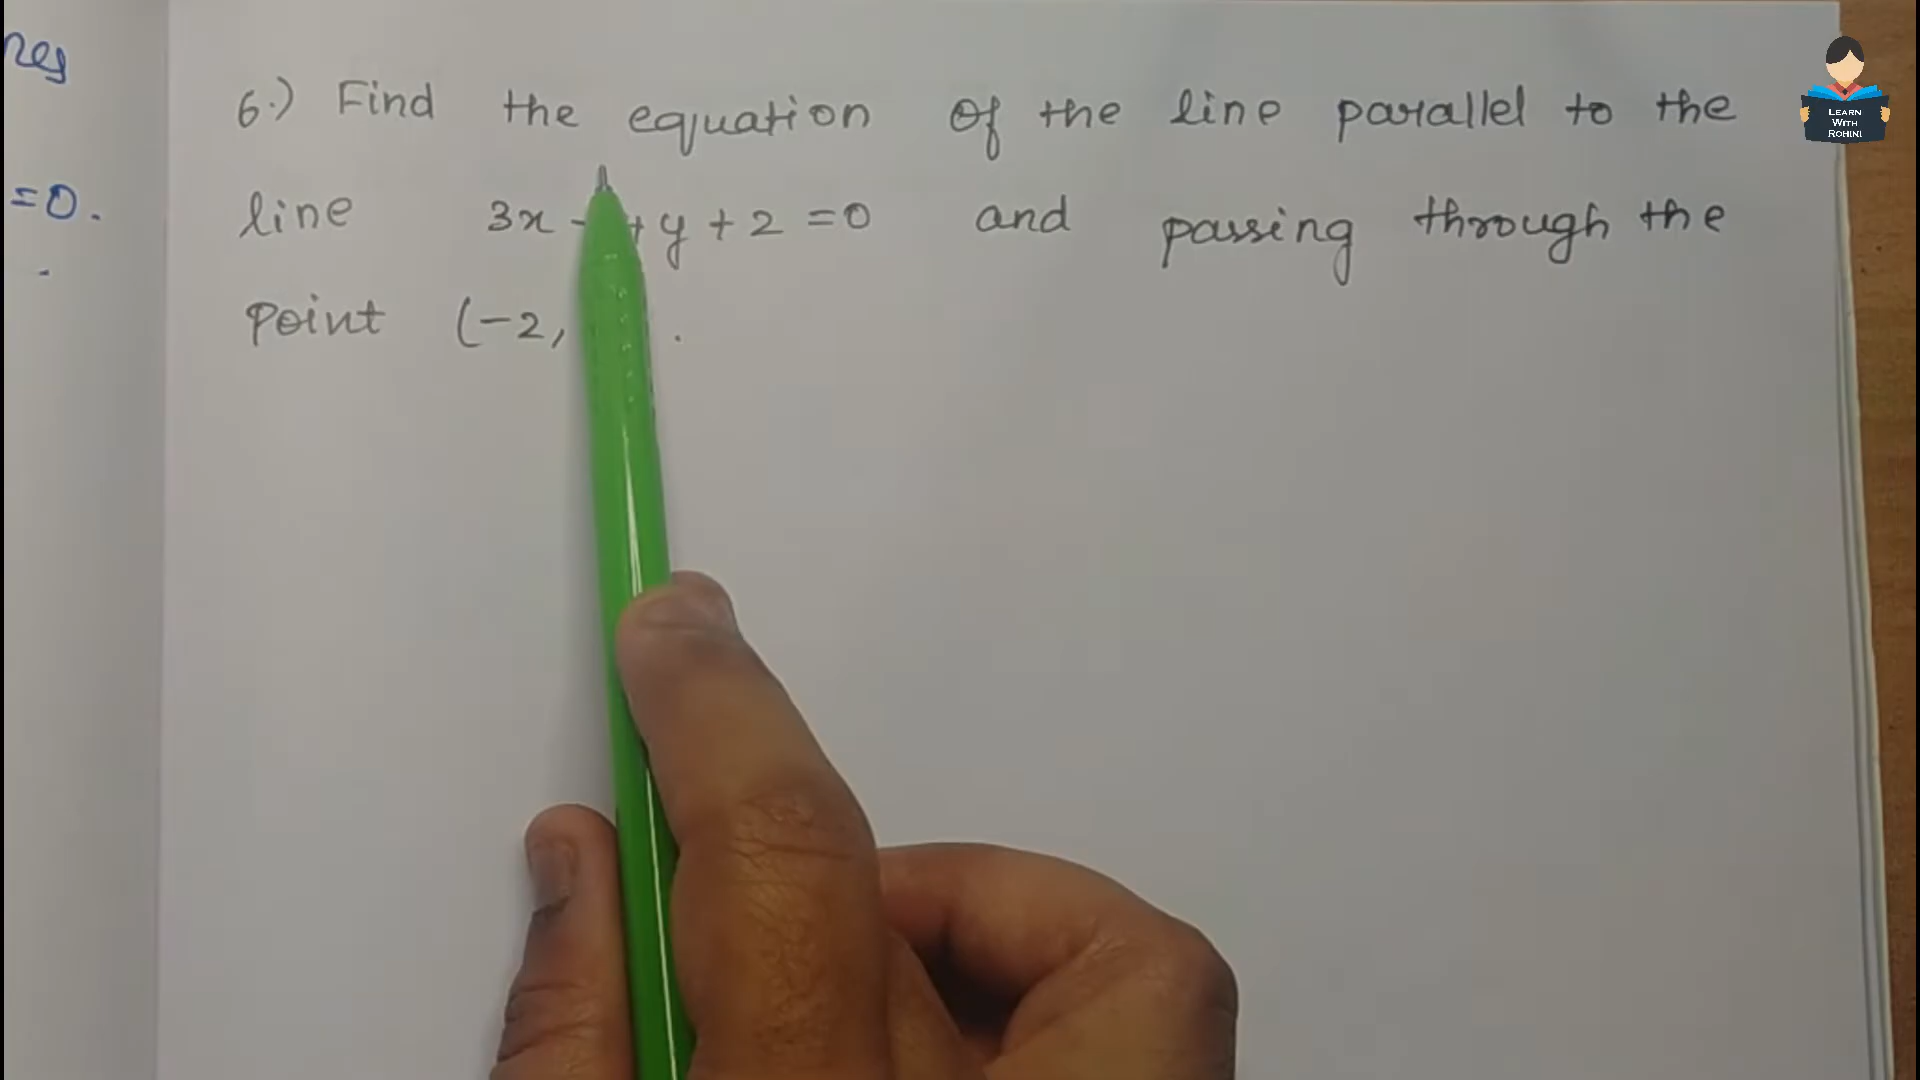 =0.
6.) Find the equation of the line parallel to the
line 3x - y + 2 = 0 and passing through the
point (-2, .
LEARN
WITH
ROHINI